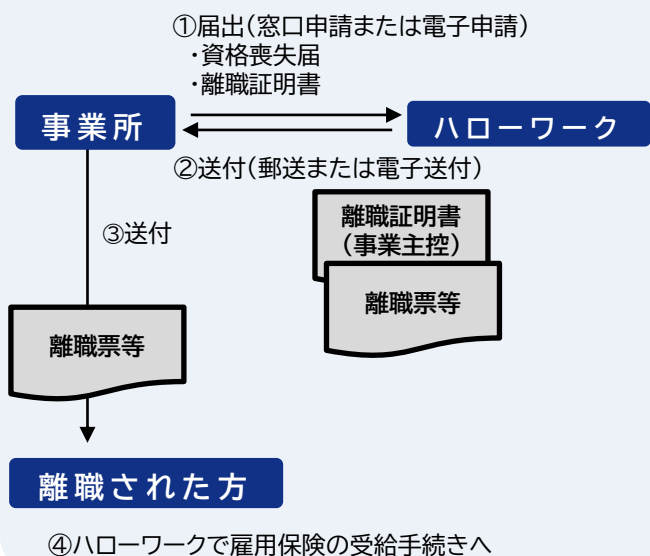 ①届出(窓口申請または電子申請)
・資格喪失届
・離職証明書
事業所
ハローワーク
②送付(郵送または電子送付)
③送付
離職証明書
(事業主控)
離職票等
離職票等
離職された方
④ハローワークで雇用保険の受給手続きへ